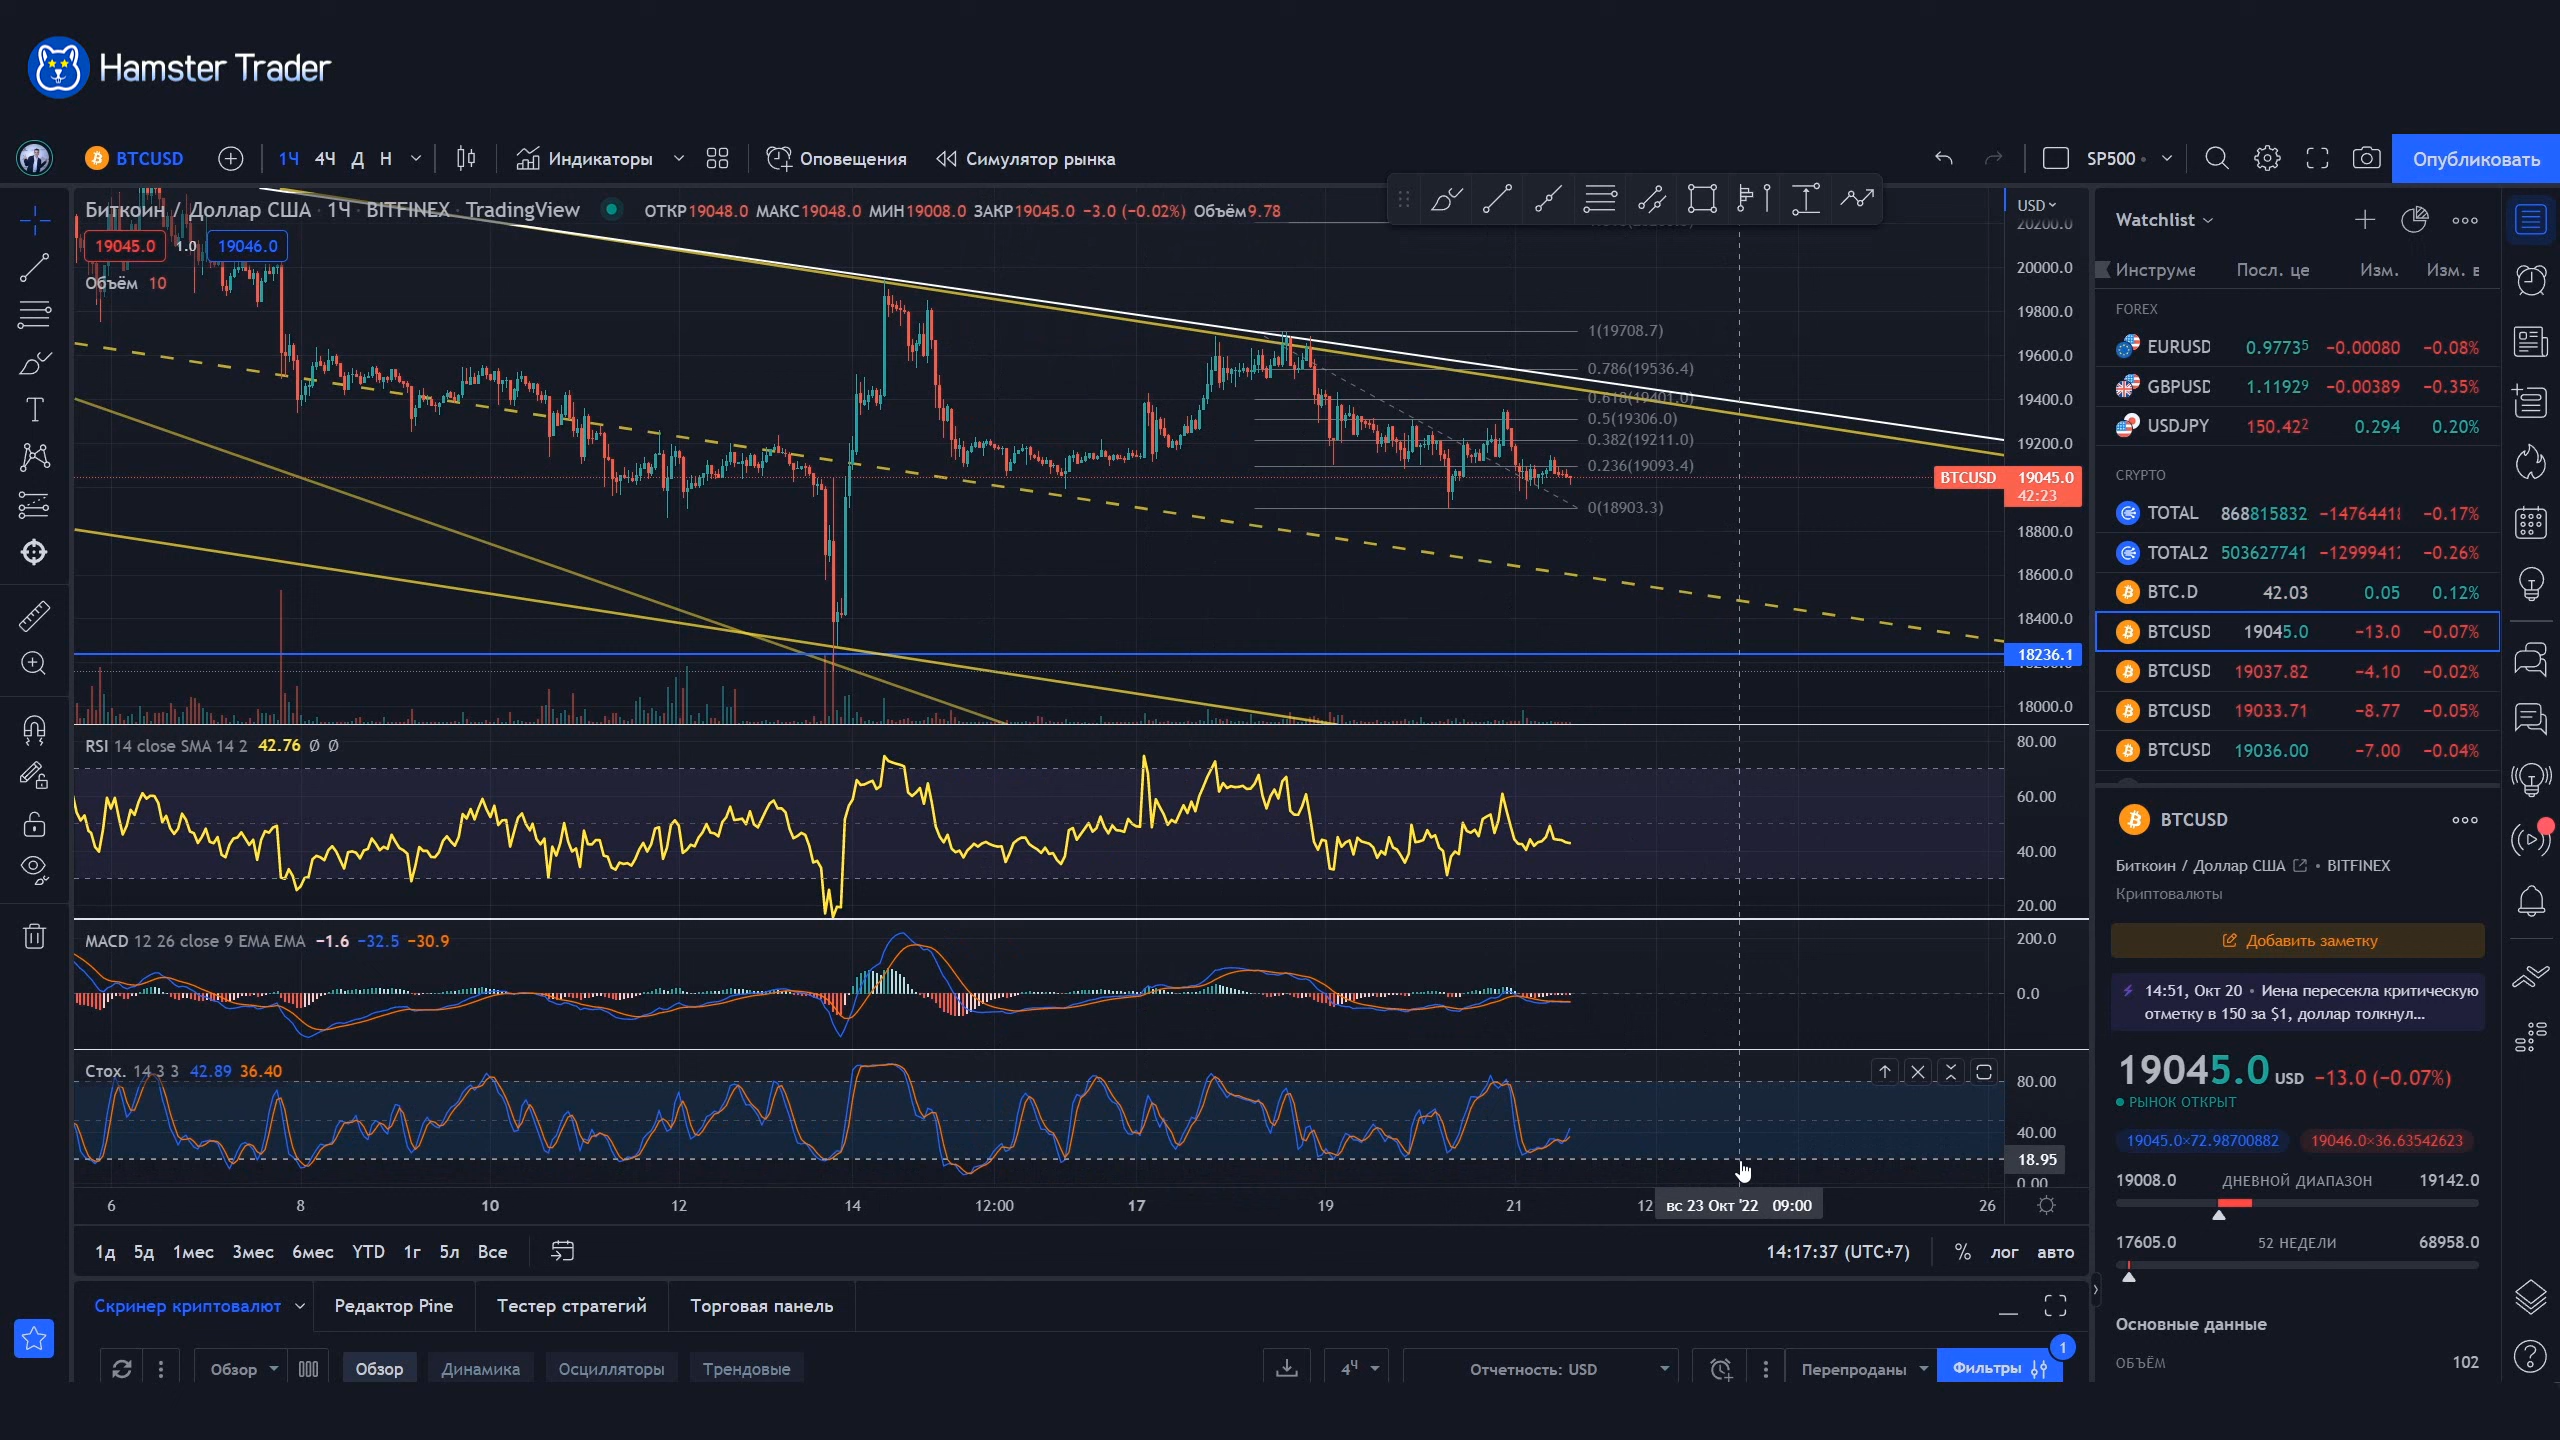 Hamster Trader
BTCUSD 1Ч 4Ч Д Н Индикаторы Оповещения Симулятор рынка SP500 Опубликовать
Биткоин / Доллар США · 1Ч · BITFINEX · TradingView ОТКР19048.0 МАКС19048.0 МИН19008.0 ЗАКР19045.0 −3.0 (−0.02%) Объём9.78
19045.0 1.0 19046.0
Объём 10
USD
20200.0
20000.0
19800.0
19600.0
19400.0
19200.0
BTCUSD 19045.0
42:23
18800.0
18600.0
18400.0
18236.1
18000.0
1(19708.7)
0.786(19536.4)
0.618(19401.0)
0.5(19306.0)
0.382(19211.0)
0.236(19093.4)
0(18903.3)
RSI 14 close SMA 14 2 42.76 Ø Ø
80.00
60.00
40.00
20.00
MACD 12 26 close 9 EMA EMA −1.6 −32.5 −30.9
200.0
0.0
Стох. 14 3 3 42.89 36.40
80.00
40.00
18.95
0.00
6 8 10 12 14 12:00 17 19 21 12 вс 23 Окт '22 09:00 26
1д 5д 1мес 3мес 6мес YTD 1г 5л Все 14:17:37 (UTC+7) % лог авто
Скринер криптовалют Редактор Pine Тестер стратегий Торговая панель
Обзор Обзор Динамика Осцилляторы Трендовые 4Ч Отчетность: USD Перепроданы Фильтры 1
Watchlist
Инструме Посл. це Изм. Изм. в
FOREX
EURUSD 0.97735 −0.00080 −0.08%
GBPUSD 1.11929 −0.00389 −0.35%
USDJPY 150.422 0.294 0.20%
CRYPTO
TOTAL 868815832 −1476441 −0.17%
TOTAL2 503627741 −1299941 −0.26%
BTC.D 42.03 0.05 0.12%
BTCUSD 19045.0 −13.0 −0.07%
BTCUSD 19037.82 −4.10 −0.02%
BTCUSD 19033.71 −8.77 −0.05%
BTCUSD 19036.00 −7.00 −0.04%
BTCUSD
Биткоин / Доллар США • BITFINEX
Криптовалюты
Добавить заметку
14:51, Окт 20 • Иена пересекла критическую
отметку в 150 за $1, доллар толкнул...
19045.0 USD −13.0 (−0.07%)
РЫНОК ОТКРЫТ
19045.0×72.98700882 19046.0×36.63542623
19008.0 ДНЕВНОЙ ДИАПАЗОН 19142.0
17605.0 52 НЕДЕЛИ 68958.0
Основные данные
ОБЪЁМ 102